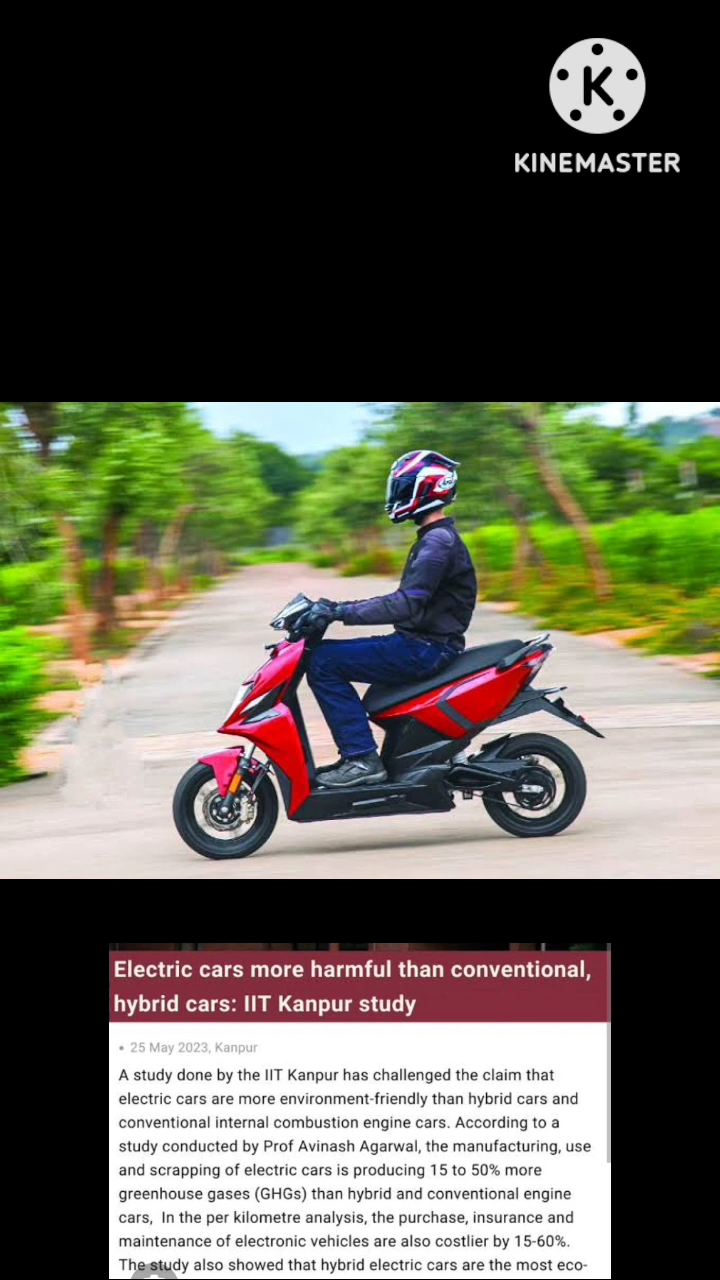 K
KINEMASTER
Arai
Electric cars more harmful than conventional,
hybrid cars: IIT Kanpur study
• 25 May 2023, Kanpur
A study done by the IIT Kanpur has challenged the claim that
electric cars are more environment-friendly than hybrid cars and
conventional internal combustion engine cars. According to a
study conducted by Prof Avinash Agarwal, the manufacturing, use
and scrapping of electric cars is producing 15 to 50% more
greenhouse gases (GHGs) than hybrid and conventional engine
cars,  In the per kilometre analysis, the purchase, insurance and
maintenance of electronic vehicles are also costlier by 15-60%.
The study also showed that hybrid electric cars are the most eco-